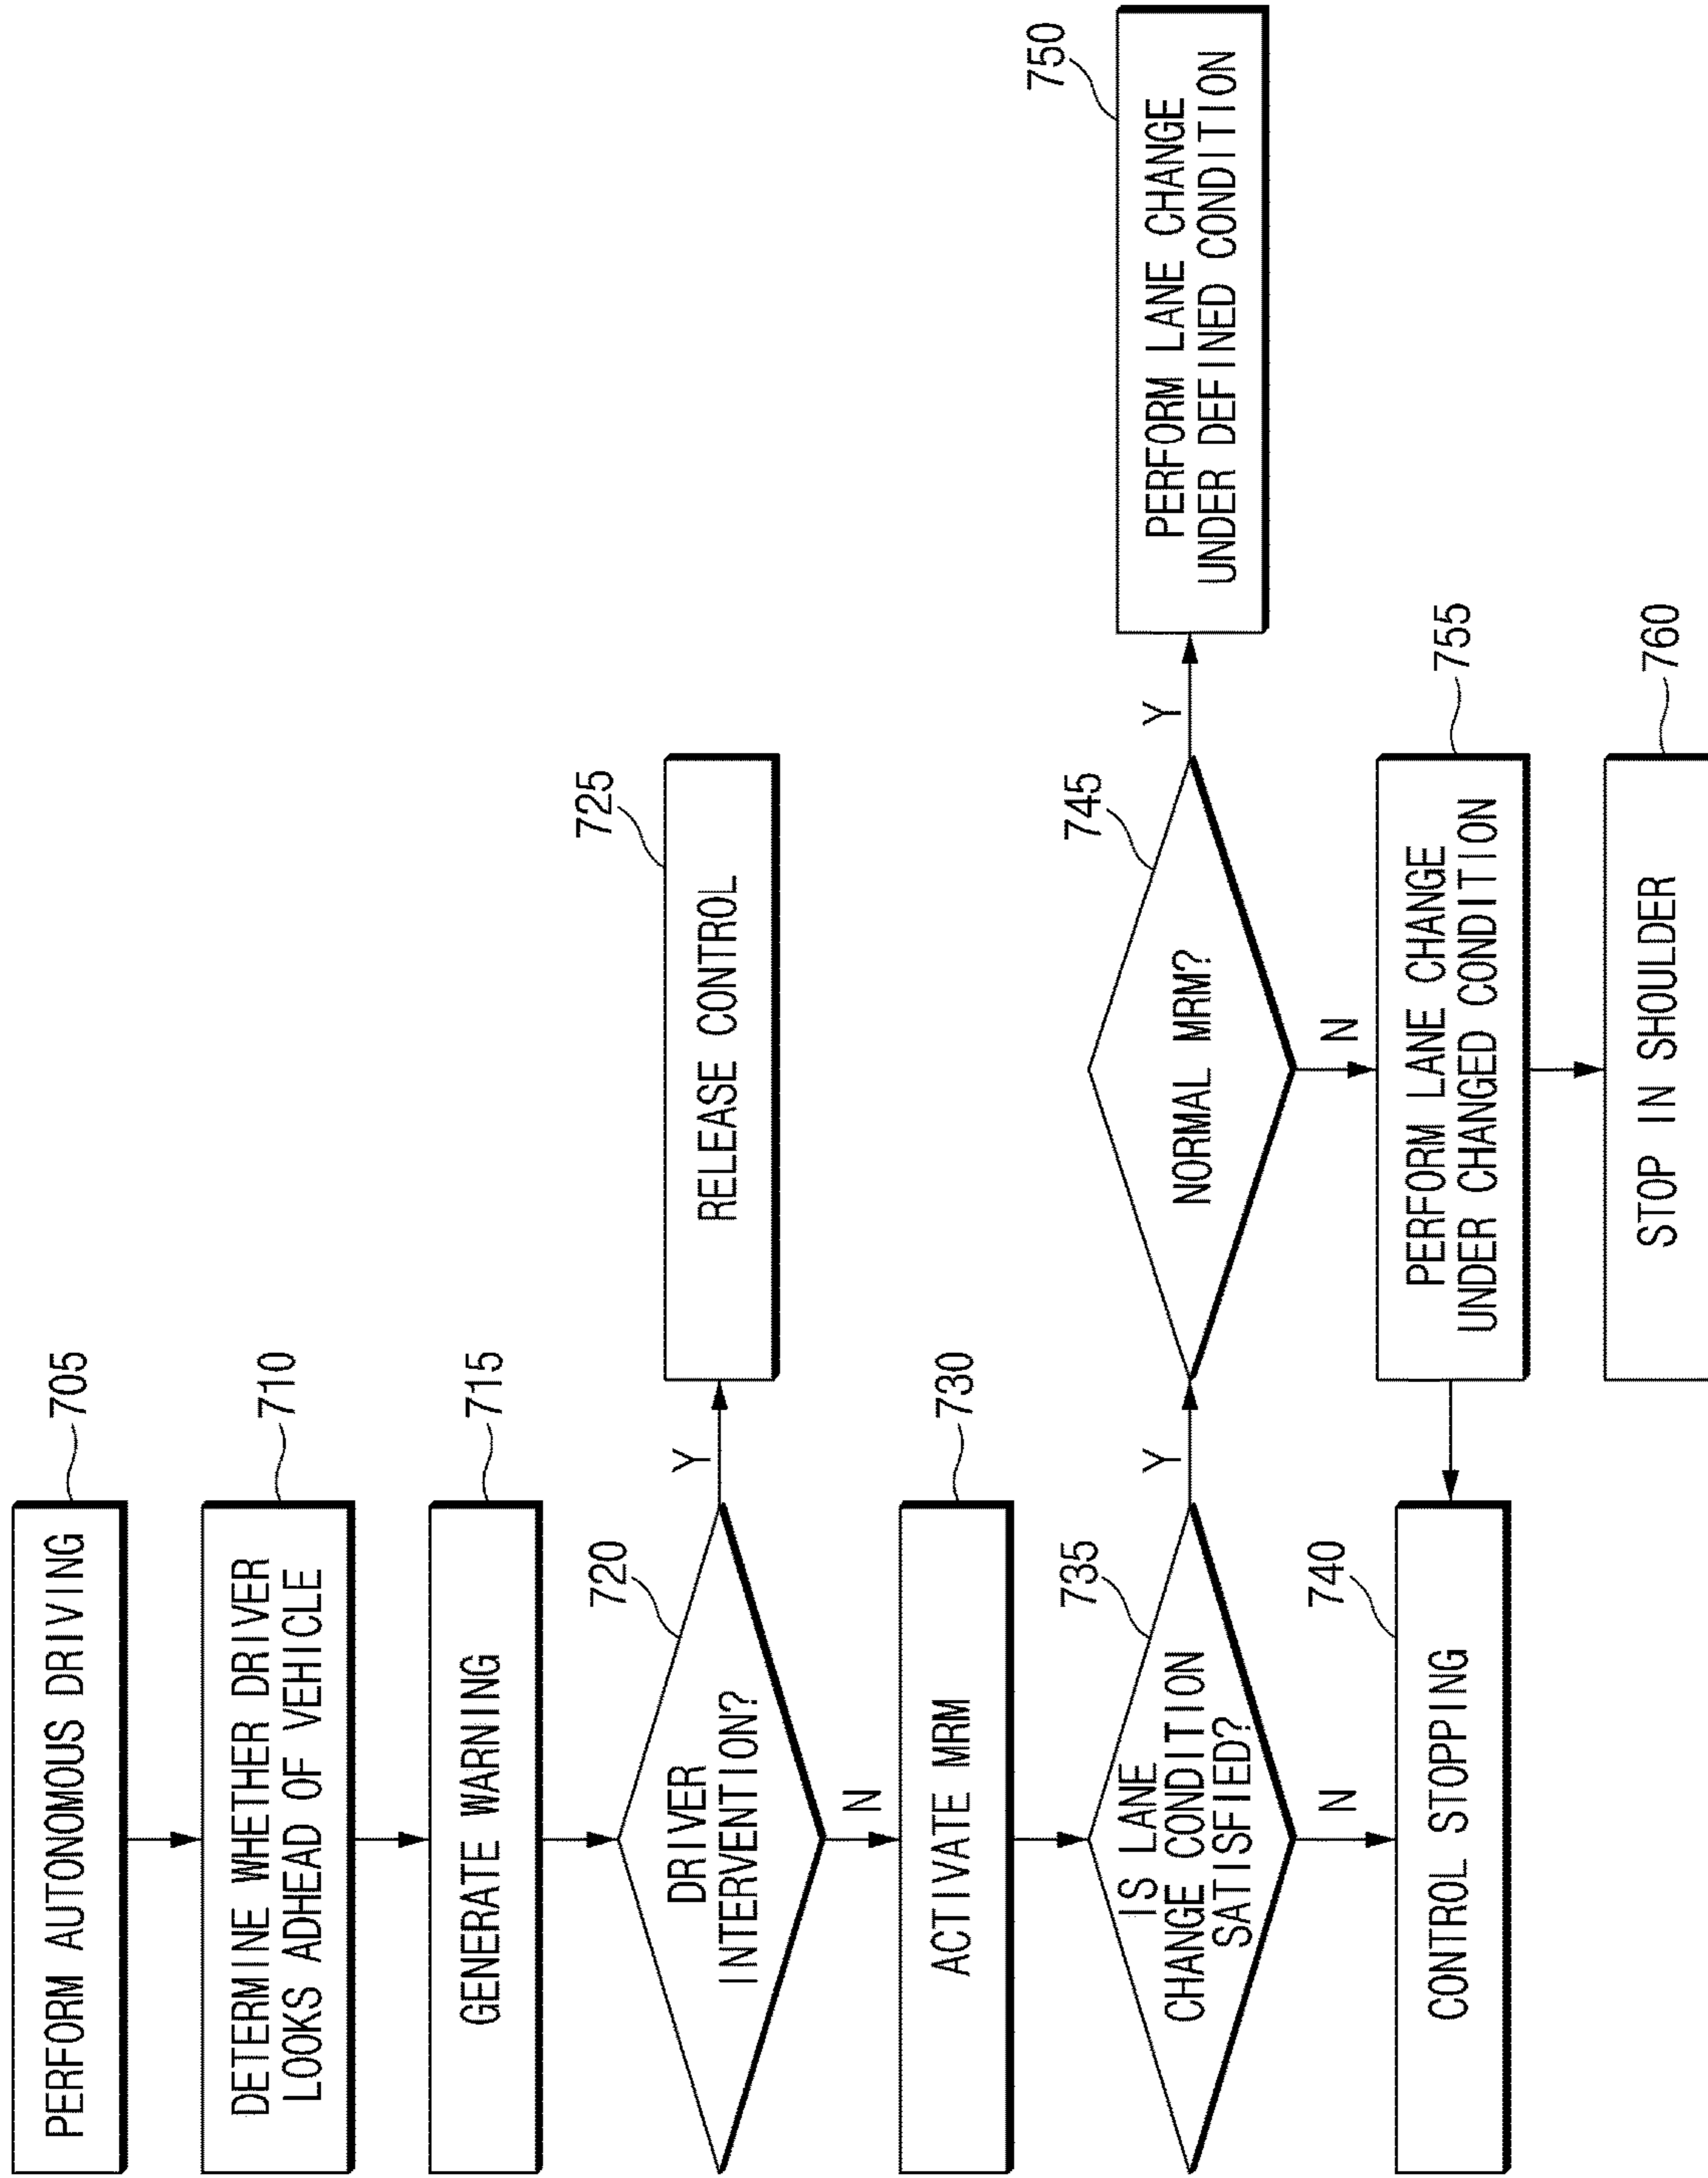 PERFORM AUTONOMOUS DRIVING
705
DETERMINE WHETHER DRIVER
LOOKS ADHEAD OF VEHICLE
710
GENERATE WARNING
715
DRIVER
INTERVENTION?
720
Y
RELEASE CONTROL
725
N
ACTIVATE MRM
730
IS LANE
CHANGE CONDITION
SATISFIED?
735
Y
NORMAL MRM?
745
Y
PERFORM LANE CHANGE
UNDER DEFINED CONDITION
750
N
N
CONTROL STOPPING
740
PERFORM LANE CHANGE
UNDER CHANGED CONDITION
755
STOP IN SHOULDER
760